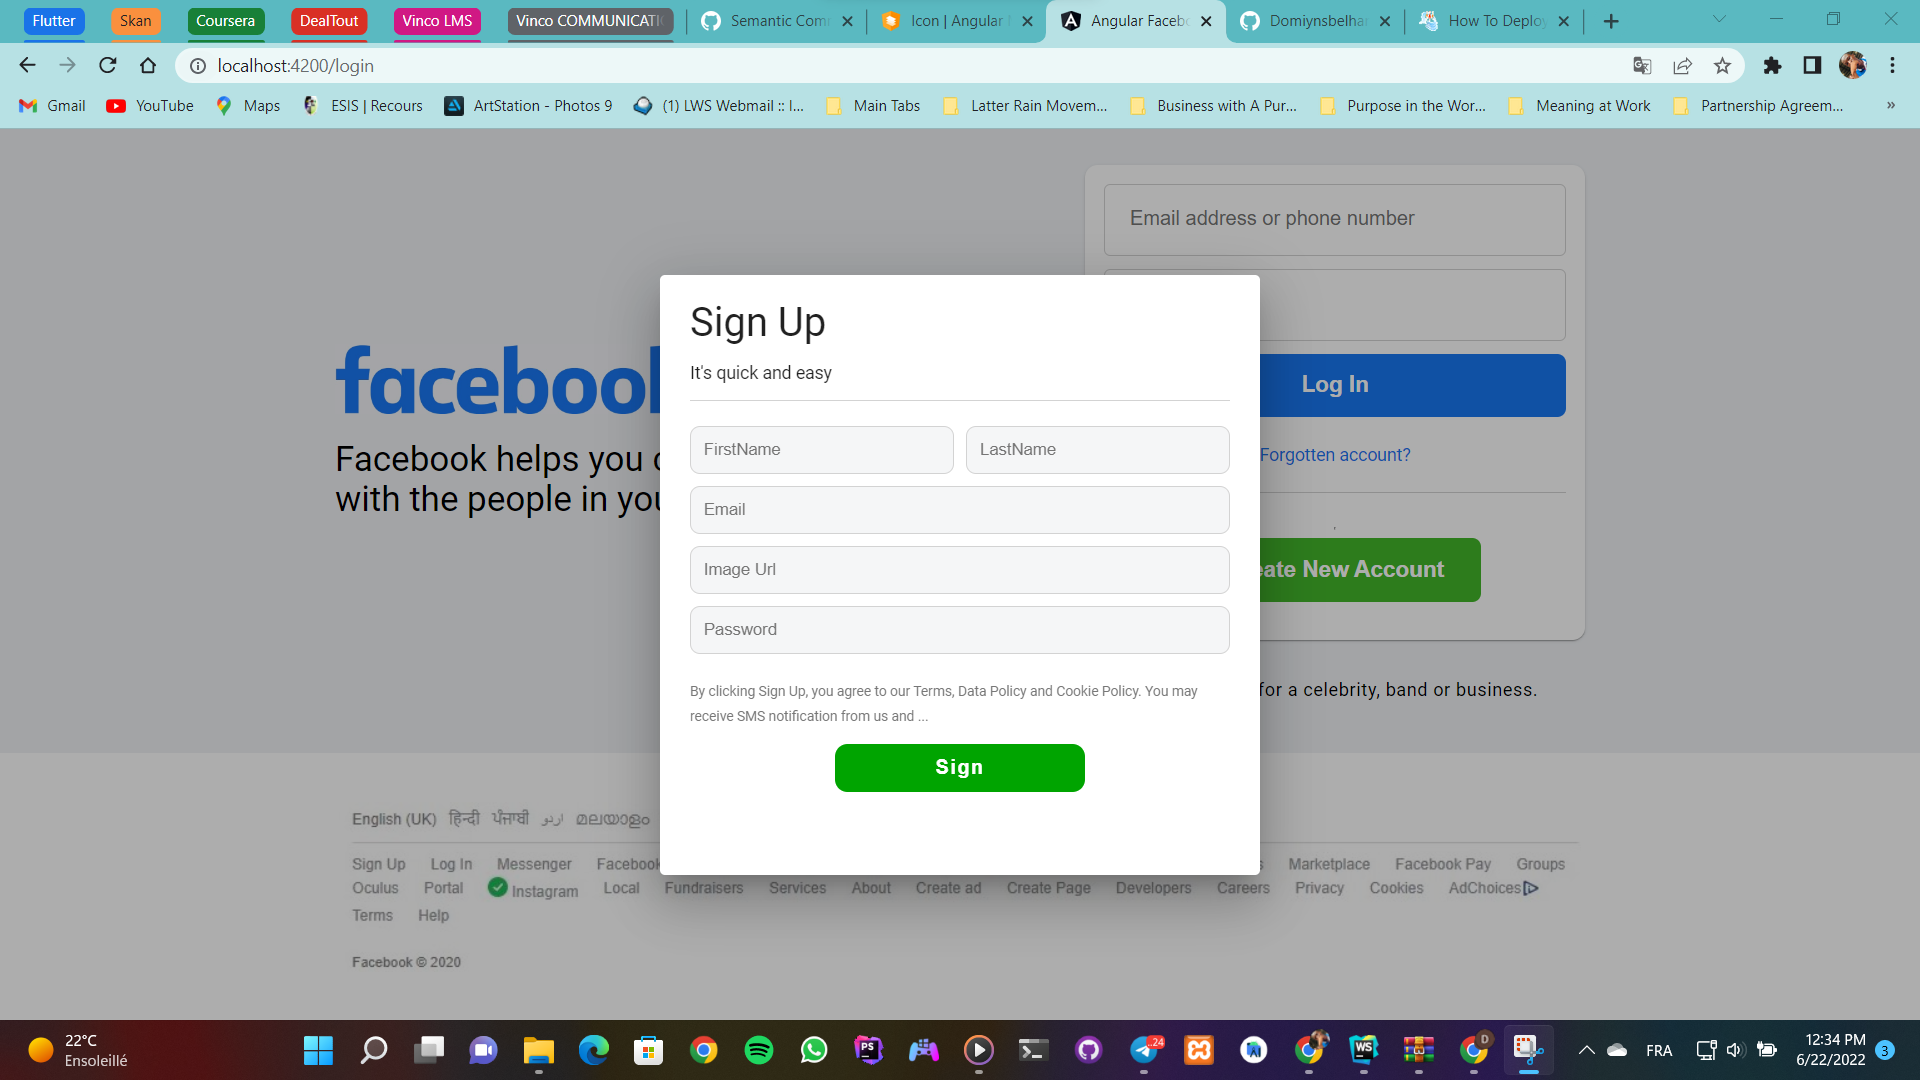 Flutter Skan Coursera DealTout Vinco LMS Vinco COMMUNICATI Semantic Com Icon | Angular Angular Facebo Domiynsbelha How To Deploy
localhost:4200/login
Gmail YouTube Maps ESIS | Recours ArtStation - Photos 9 (1) LWS Webmail :: I... Main Tabs Latter Rain Movem... Business with A Pur... Purpose in the Wor... Meaning at Work Partnership Agreem... »
Email address or phone number
Log In
Forgotten account?
eate New Account
for a celebrity, band or business.
facebook
Facebook helps you c
with the people in you
Sign Up
It's quick and easy
FirstName LastName
Email
Image Url
Password
By clicking Sign Up, you agree to our Terms, Data Policy and Cookie Policy. You may
receive SMS notification from us and ...
Sign
English (UK) हिन्दी ਪੰਜਾਬੀ اردو മലയാളം
Sign Up Log In Messenger Facebook s Marketplace Facebook Pay Groups
Oculus Portal Instagram Local Fundraisers Services About Create ad Create Page Developers Careers Privacy Cookies AdChoices
Terms Help
Facebook © 2020
22°C
Ensoleillé
PS
..24
WS
D
FRA
12:34 PM
6/22/2022
3